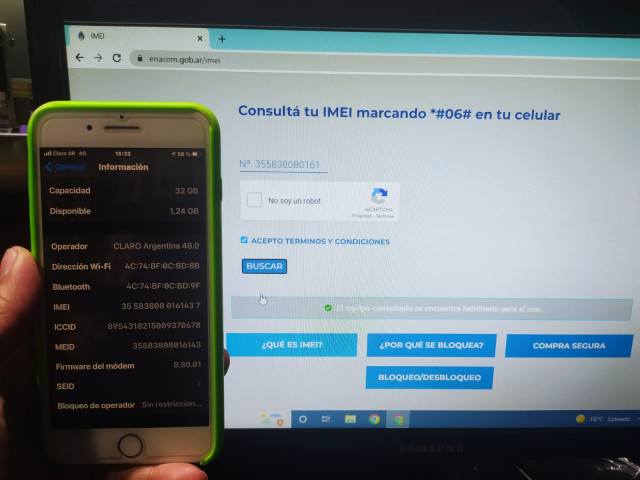 Claro AR 4G 15:32 58 %
General Información
Capacidad 32 GB
Disponible 1,24 GB
Operador CLARO Argentina 46.0
Dirección Wi-Fi 4C:74:BF:0C:BD:8B
Bluetooth 4C:74:BF:0C:BD:9F
IMEI 35 583808 016143 7
ICCID 8954318215009370678
MEID 35583808016143
Firmware del módem 8.80.01
SEID
Bloqueo de operador Sin restriccion...
IMEI
enacom.gob.ar/imei
Consultá tu IMEI marcando *#06# en tu celular
Nº 355838080161
No soy un robot
reCAPTCHA
Privacidad - Términos
ACEPTO TERMINOS Y CONDICIONES
BUSCAR
El equipo consultado se encuentra habilitado para el uso.
¿QUÉ ES IMEI?
¿POR QUÉ SE BLOQUEA?
COMPRA SEGURA
BLOQUEO/DESBLOQUEO
Soleado
SAMSUNG